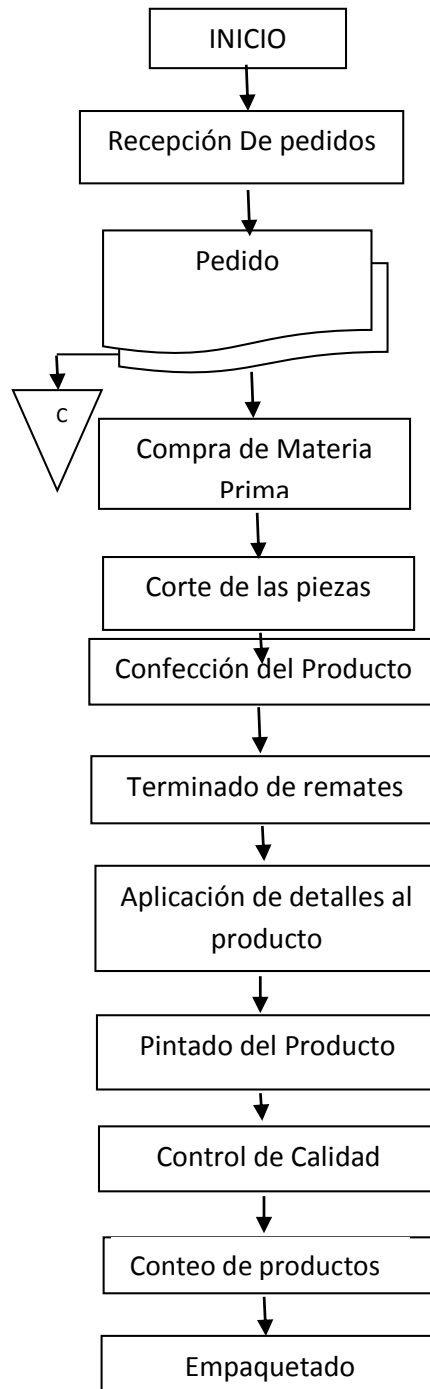 INICIO
Recepción De pedidos
Pedido
C
Compra de Materia
Prima
Corte de las piezas
Confección del Producto
Terminado de remates
Aplicación de detalles al
producto
Pintado del Producto
Control de Calidad
Conteo de productos
Empaquetado